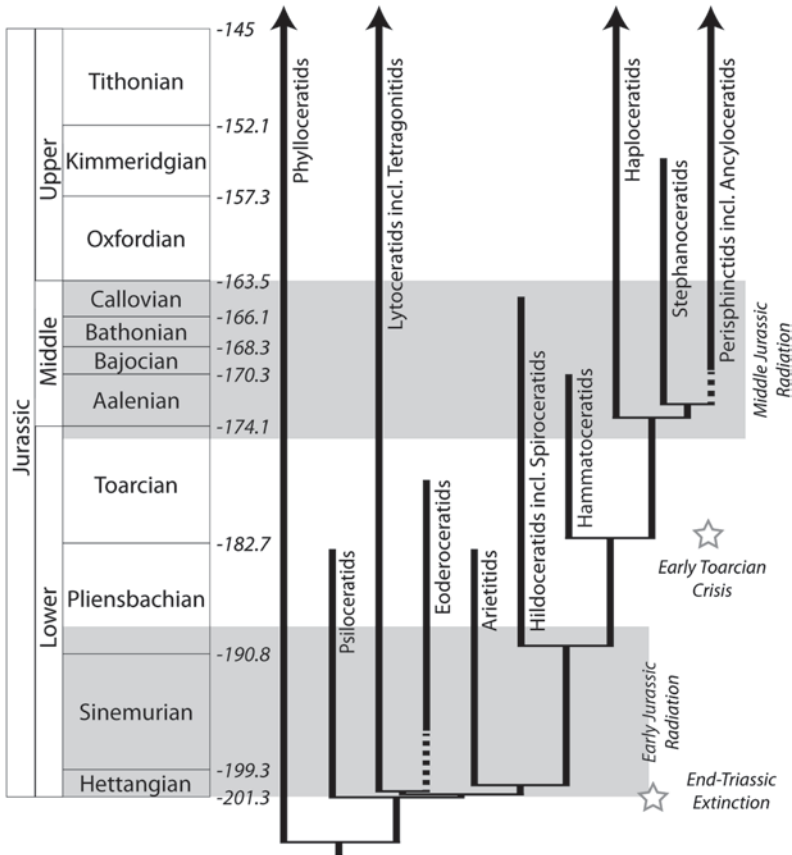 Jurassic
Upper
Middle
Lower
Tithonian
Kimmeridgian
Oxfordian
Callovian
Bathonian
Bajocian
Aalenian
Toarcian
Pliensbachian
Sinemurian
Hettangian
-145
-152.1
-157.3
-163.5
-166.1
-168.3
-170.3
-174.1
-182.7
-190.8
-199.3
-201.3
Phylloceratids
Psiloceratids
Lytoceratids incl. Tetragonitids
Eoderoceratids
Arietitids
Hildoceratids incl. Spiroceratids
Hammatoceratids
Haploceratids
Stephanoceratids
Perisphinctids incl. Ancyloceratids
Middle Jurassic
Radiation
Early Toarcian
Crisis
Early Jurassic
Radiation
End-Triassic
Extinction